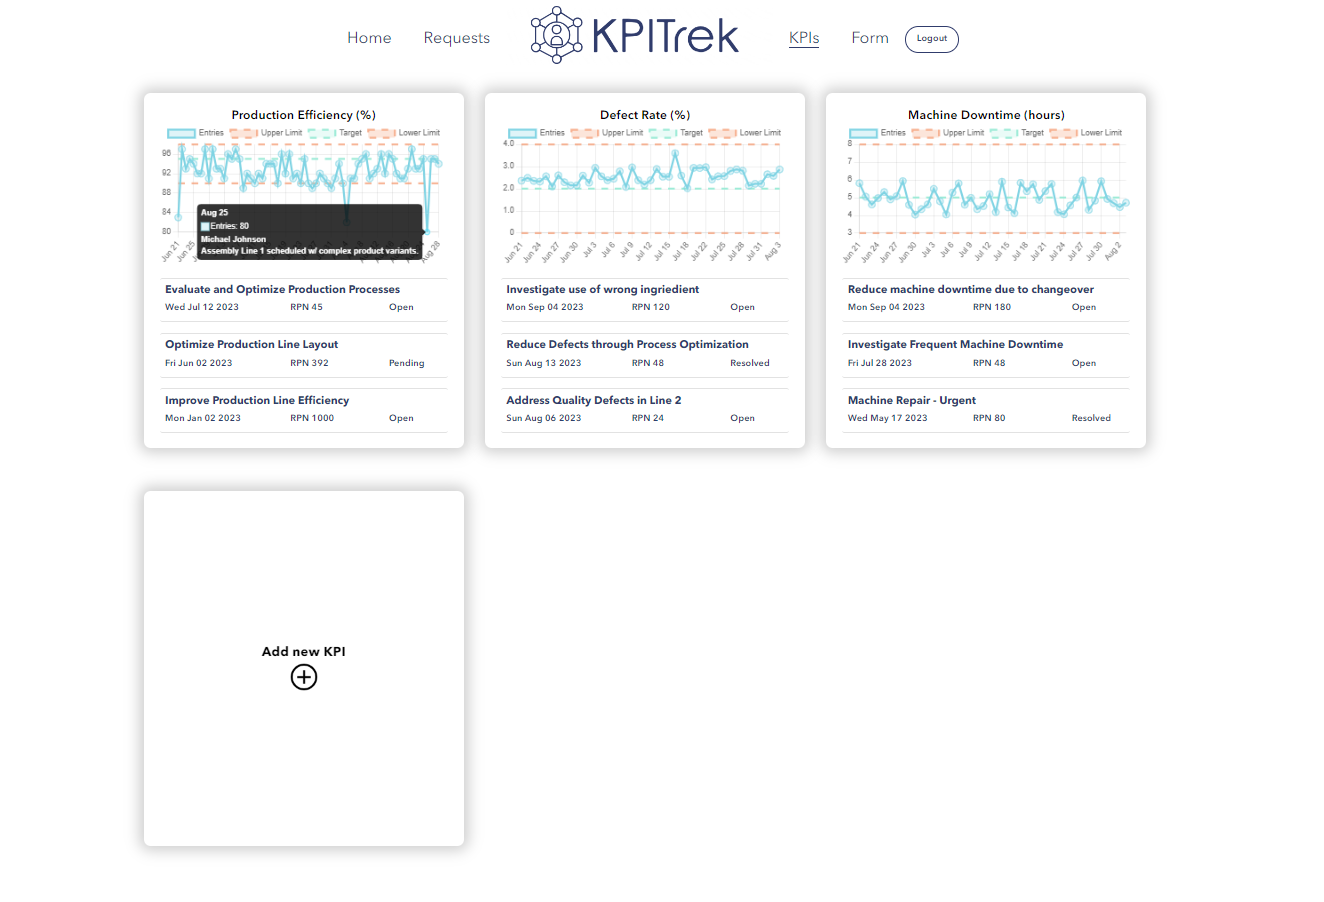 Home Requests KPITrek KPIs Form Logout
Production Efficiency (%)
Entries Upper Limit Target Lower Limit
96
92
88
84
80
Aug 25
Entries: 80
Michael Johnson
Assembly Line 1 scheduled w/ complex product variants.
Jun 21 Jun 25 Aug 28
Evaluate and Optimize Production Processes
Wed Jul 12 2023 RPN 45 Open
Optimize Production Line Layout
Fri Jun 02 2023 RPN 392 Pending
Improve Production Line Efficiency
Mon Jan 02 2023 RPN 1000 Open
Defect Rate (%)
Entries Upper Limit Target Lower Limit
4.0
3.0
2.0
1.0
0
Jun 21 Jun 24 Jun 27 Jun 30 Jul 3 Jul 6 Jul 9 Jul 12 Jul 15 Jul 18 Jul 22 Jul 25 Jul 28 Jul 31 Aug 3
Investigate use of wrong ingriedient
Mon Sep 04 2023 RPN 120 Open
Reduce Defects through Process Optimization
Sun Aug 13 2023 RPN 48 Resolved
Address Quality Defects in Line 2
Sun Aug 06 2023 RPN 24 Open
Machine Downtime (hours)
Entries Upper Limit Target Lower Limit
8
7
6
5
4
3
Jun 21 Jun 24 Jun 27 Jun 30 Jul 3 Jul 6 Jul 9 Jul 12 Jul 15 Jul 18 Jul 21 Jul 24 Jul 27 Jul 30 Aug 2
Reduce machine downtime due to changeover
Mon Sep 04 2023 RPN 180 Open
Investigate Frequent Machine Downtime
Fri Jul 28 2023 RPN 48 Open
Machine Repair - Urgent
Wed May 17 2023 RPN 80 Resolved
Add new KPI